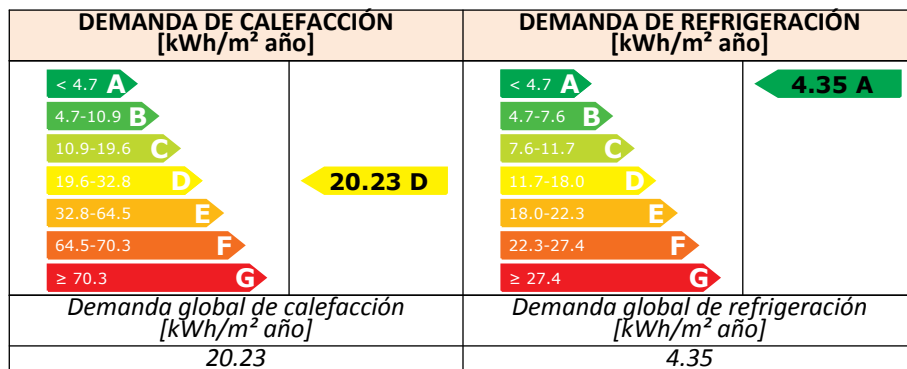 DEMANDA DE CALEFACCIÓN
[kWh/m² año]
DEMANDA DE REFRIGERACIÓN
[kWh/m² año]
< 4.7 A
4.7-10.9 B
10.9-19.6 C
19.6-32.8 D
32.8-64.5 E
64.5-70.3 F
≥ 70.3 G
20.23 D
< 4.7 A
4.7-7.6 B
7.6-11.7 C
11.7-18.0 D
18.0-22.3 E
22.3-27.4 F
≥ 27.4 G
4.35 A
Demanda global de calefacción
[kWh/m² año]
Demanda global de refrigeración
[kWh/m² año]
20.23
4.35